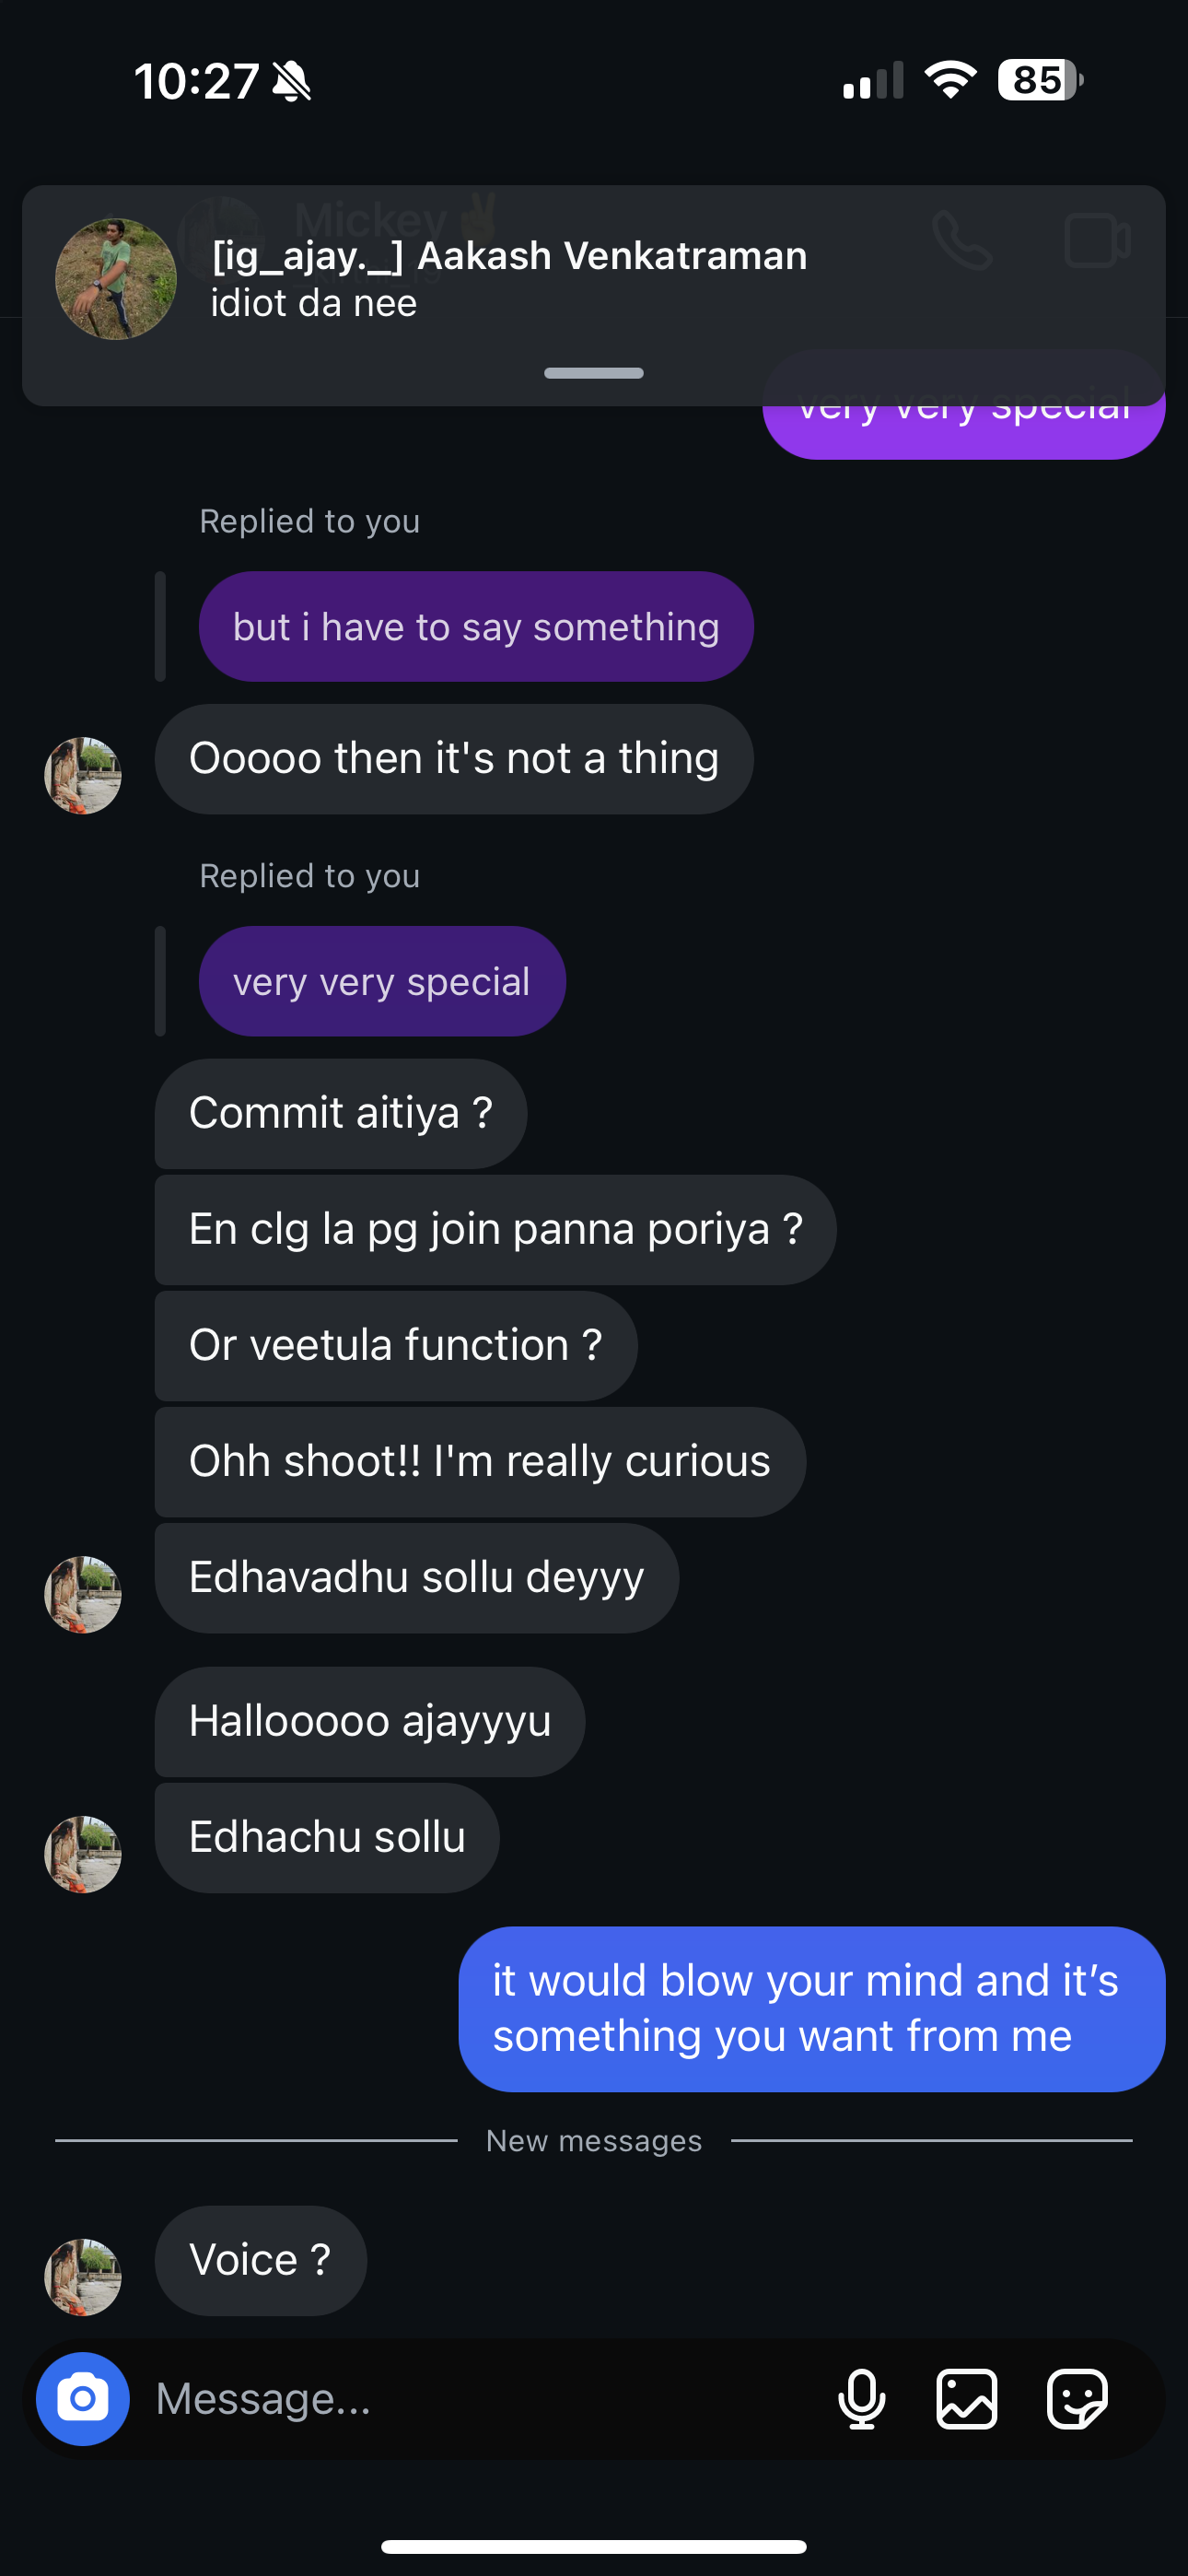 10:27
85
Mickey
[ig_ajay._] Aakash Venkatraman
idiot da nee
very very special
Replied to you
but i have to say something
Ooooo then it's not a thing
Replied to you
very very special
Commit aitiya ?
En clg la pg join panna poriya ?
Or veetula function ?
Ohh shoot!! I'm really curious
Edhavadhu sollu deyyy
Hallooooo ajayyyu
Edhachu sollu
it would blow your mind and it’s
something you want from me
New messages
Voice ?
Message...